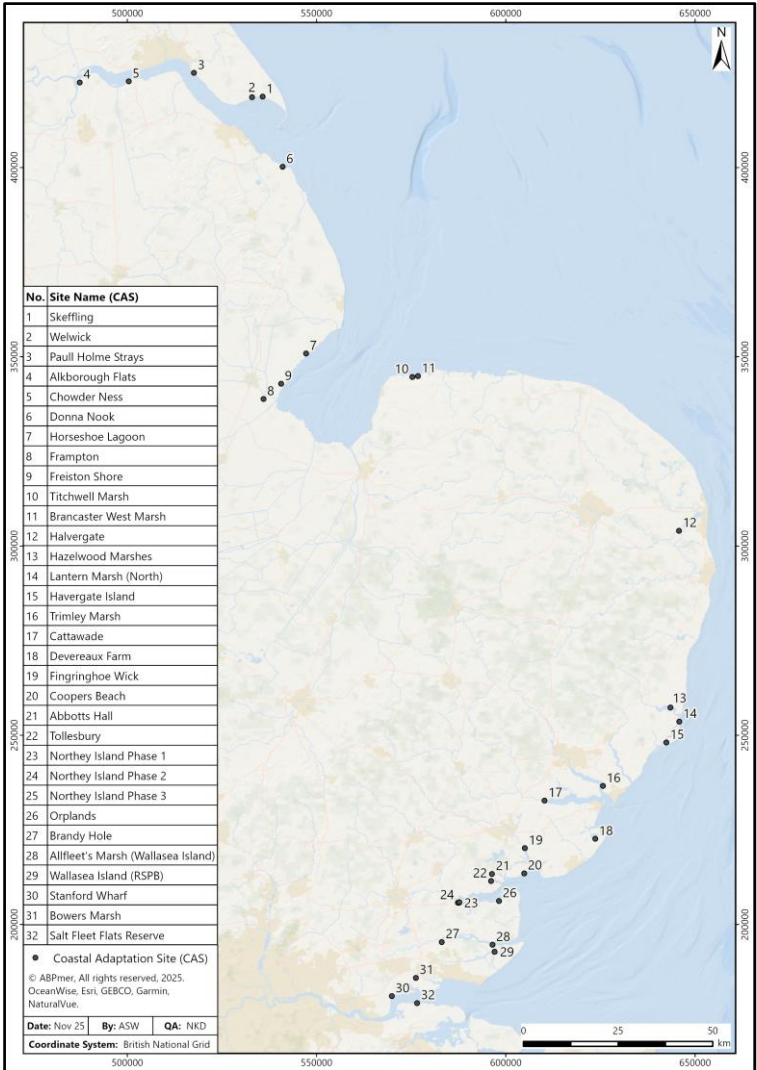 500000 550000 600000 650000
N
4 5 3 2 1
6
400000 400000
No. Site Name (CAS)
1 Skeffling
2 Welwick
3 Paull Holme Strays
4 Alkborough Flats
5 Chowder Ness
6 Donna Nook
7 Horseshoe Lagoon
8 Frampton
9 Freiston Shore
10 Titchwell Marsh
11 Brancaster West Marsh
12 Halvergate
13 Hazelwood Marshes
14 Lantern Marsh (North)
15 Havergate Island
16 Trimley Marsh
17 Cattawade
18 Devereaux Farm
19 Fingringhoe Wick
20 Coopers Beach
21 Abbotts Hall
22 Tollesbury
23 Northey Island Phase 1
24 Northey Island Phase 2
25 Northey Island Phase 3
26 Orplands
27 Brandy Hole
28 Allfleet's Marsh (Wallasea Island)
29 Wallasea Island (RSPB)
30 Stanford Wharf
31 Bowers Marsh
32 Salt Fleet Flats Reserve
Coastal Adaptation Site (CAS)
© ABPmer, All rights reserved, 2025.
OceanWise, Esri, GEBCO, Garmin,
NaturalVue.
Date: Nov 25 By: ASW QA: NKD
Coordinate System: British National Grid
7
350000 350000
9
8
10 11
12
300000 300000
13
14
15
250000 250000
16
17
18
19
21
22
20
24 23
26
27
28
29
200000 200000
31
30
32
0 25 50
km
500000 550000 600000 650000